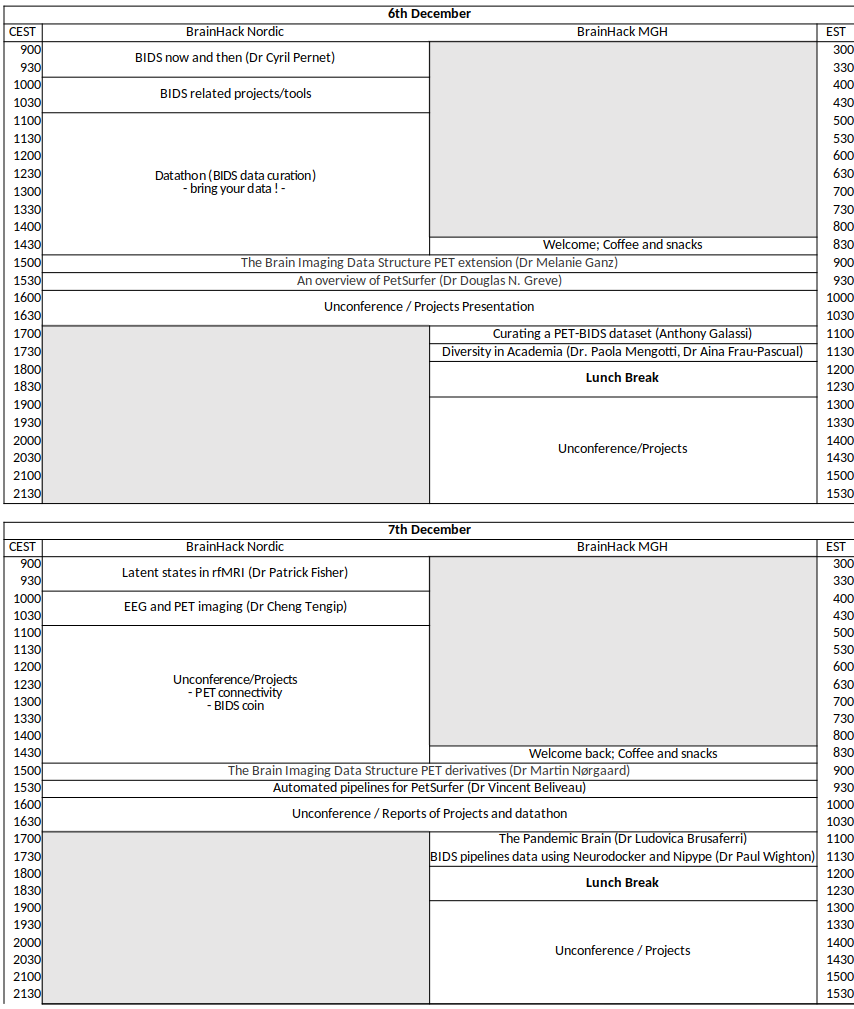 6th December
CEST BrainHack Nordic BrainHack MGH EST
900 300
BIDS now and then (Dr Cyril Pernet)
930 330
1000 400
BIDS related projects/tools
1030 430
1100 500
1130 530
1200 600
1230 Datathon (BIDS data curation) 630
1300 - bring your data ! - 700
1330 730
1400 800
1430 Welcome; Coffee and snacks 830
1500 The Brain Imaging Data Structure PET extension (Dr Melanie Ganz) 900
1530 An overview of PetSurfer (Dr Douglas N. Greve) 930
1600 1000
Unconference / Projects Presentation
1630 1030
1700 Curating a PET-BIDS dataset (Anthony Galassi) 1100
1730 Diversity in Academia (Dr. Paola Mengotti, Dr Aina Frau-Pascual) 1130
1800 1200
Lunch Break
1830 1230
1900 1300
1930 1330
2000 1400
Unconference/Projects
2030 1430
2100 1500
2130 1530
7th December
CEST BrainHack Nordic BrainHack MGH EST
900 300
Latent states in rfMRI (Dr Patrick Fisher)
930 330
1000 400
EEG and PET imaging (Dr Cheng Tengip)
1030 430
1100 500
1130 530
1200 600
1230 Unconference/Projects 630
- PET connectivity
1300 - BIDS coin 700
1330 730
1400 800
1430 Welcome back; Coffee and snacks 830
1500 The Brain Imaging Data Structure PET derivatives (Dr Martin Nørgaard) 900
1530 Automated pipelines for PetSurfer (Dr Vincent Beliveau) 930
1600 1000
Unconference / Reports of Projects and datathon
1630 1030
1700 The Pandemic Brain (Dr Ludovica Brusaferri) 1100
1730 BIDS pipelines data using Neurodocker and Nipype (Dr Paul Wighton) 1130
1800 1200
Lunch Break
1830 1230
1900 1300
1930 1330
2000 1400
Unconference / Projects
2030 1430
2100 1500
2130 1530